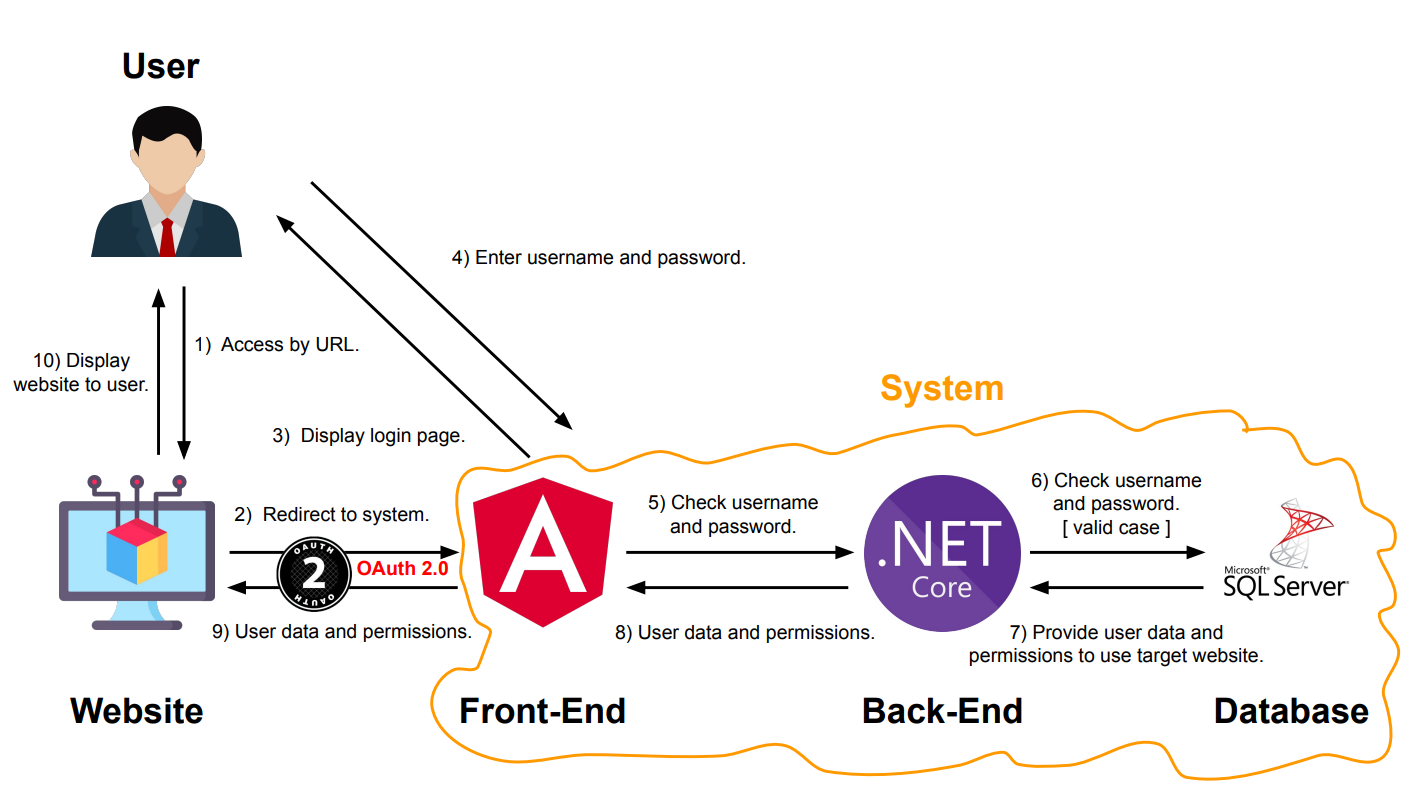 User
4) Enter username and password.
1) Access by URL.
10) Display
website to user.
System
3) Display login page.
5) Check username
and password.
6) Check username
and password.
[ valid case ]
2) Redirect to system.
OAUTH
2
OAUTH
OAuth 2.0
A
.NET
Core
Microsoft®
SQL Server®
9) User data and permissions.
8) User data and permissions.
7) Provide user data and
permissions to use target website.
Website
Front-End
Back-End
Database